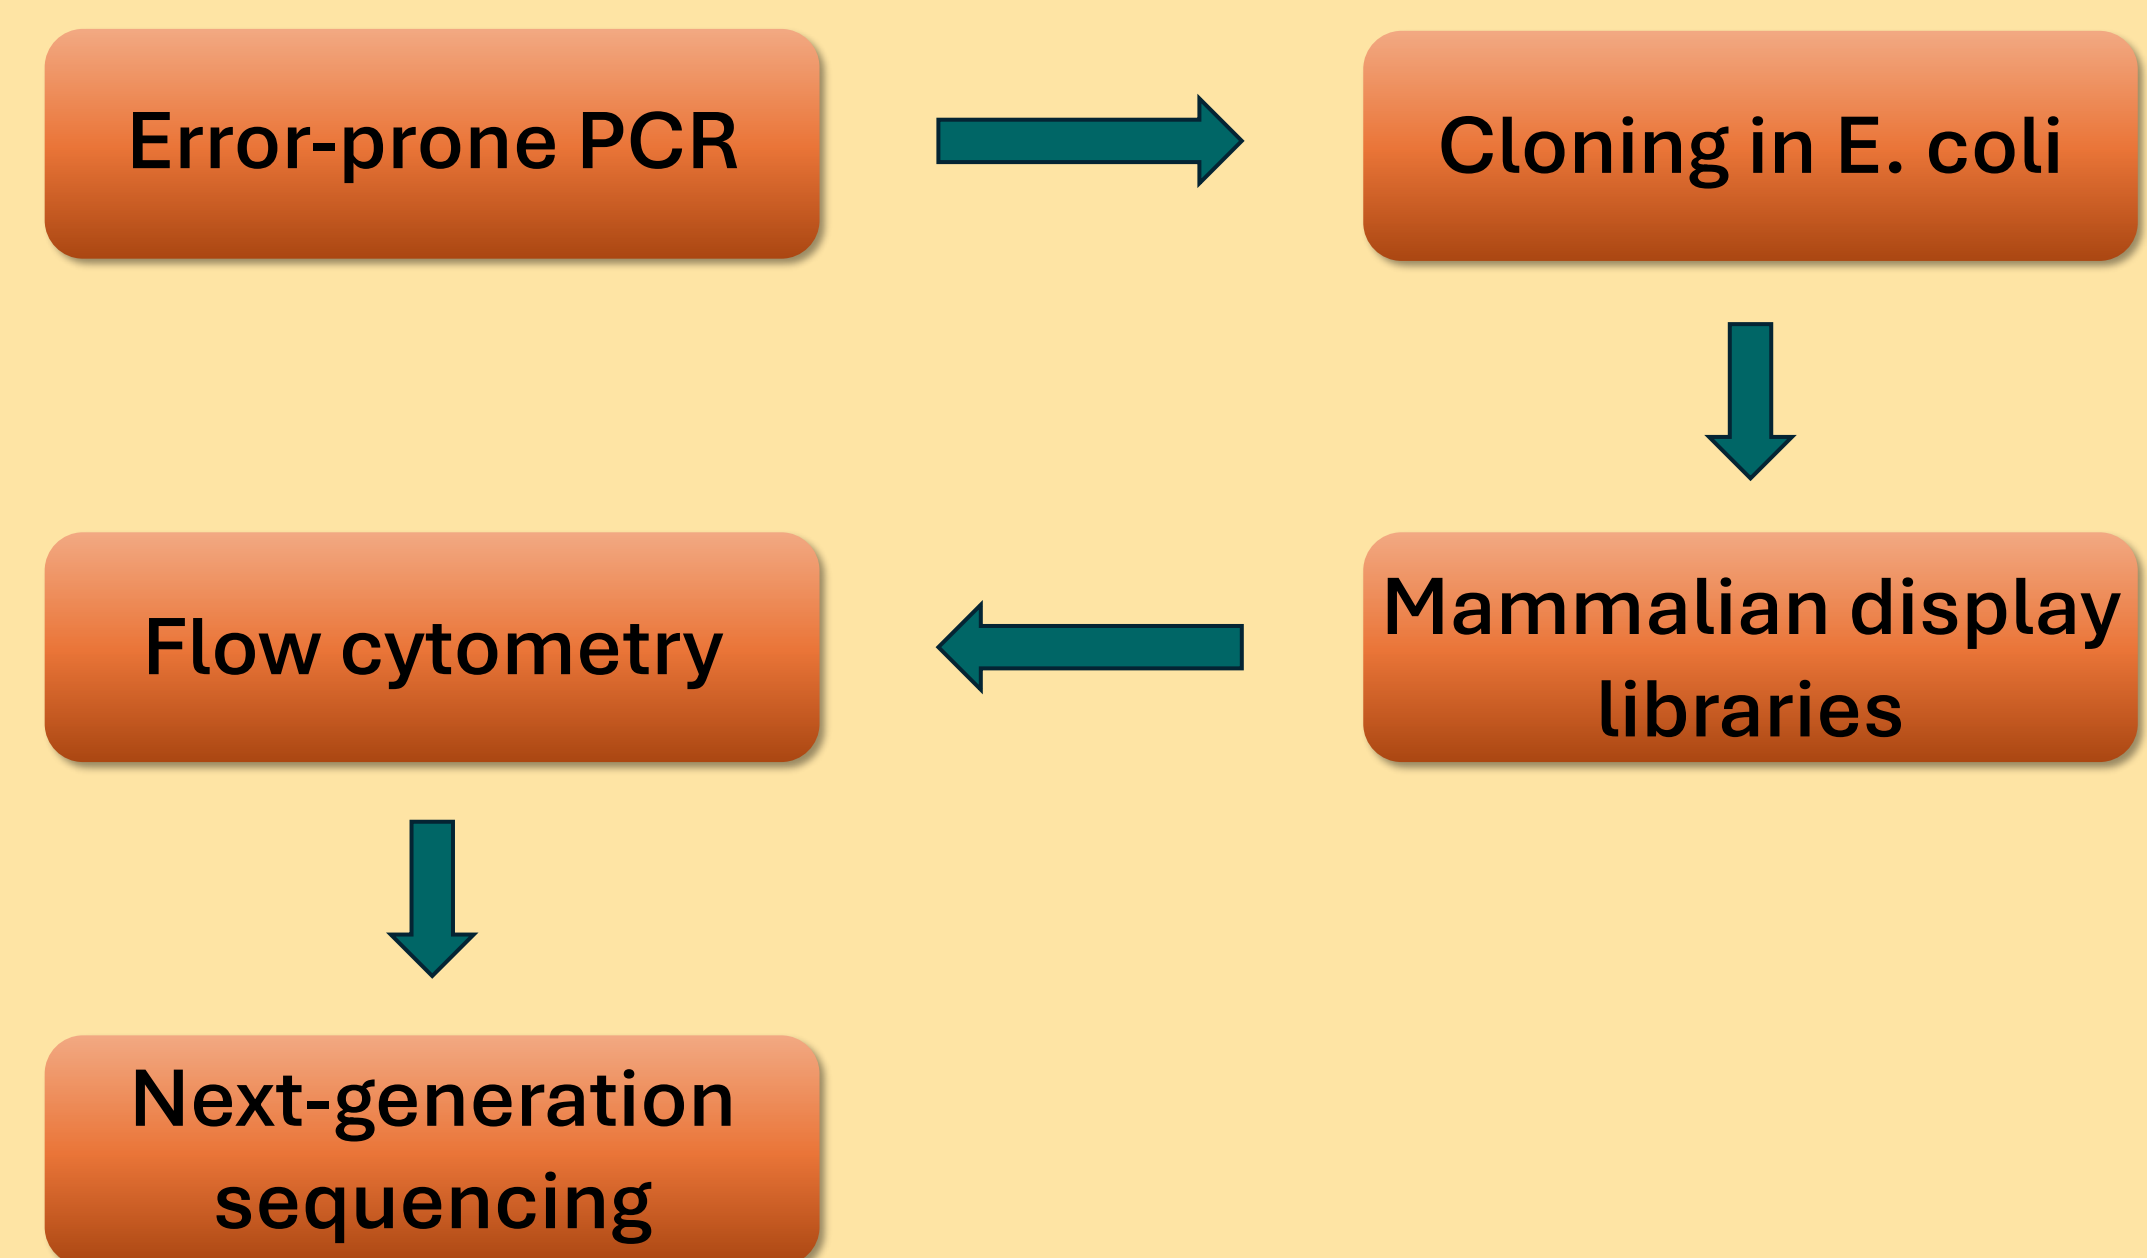 Error-prone PCR
Cloning in E. coli
Mammalian display
libraries
Flow cytometry
Next-generation
sequencing